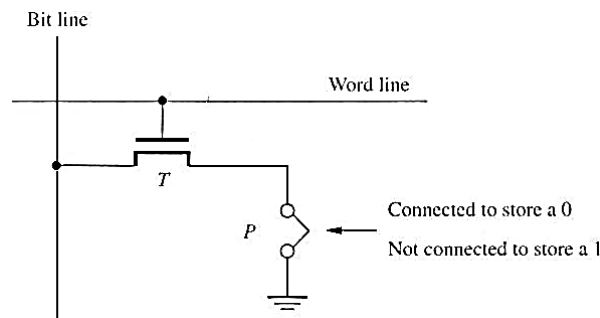 Bit line
Word line
T
P
Connected to store a 0
Not connected to store a 1